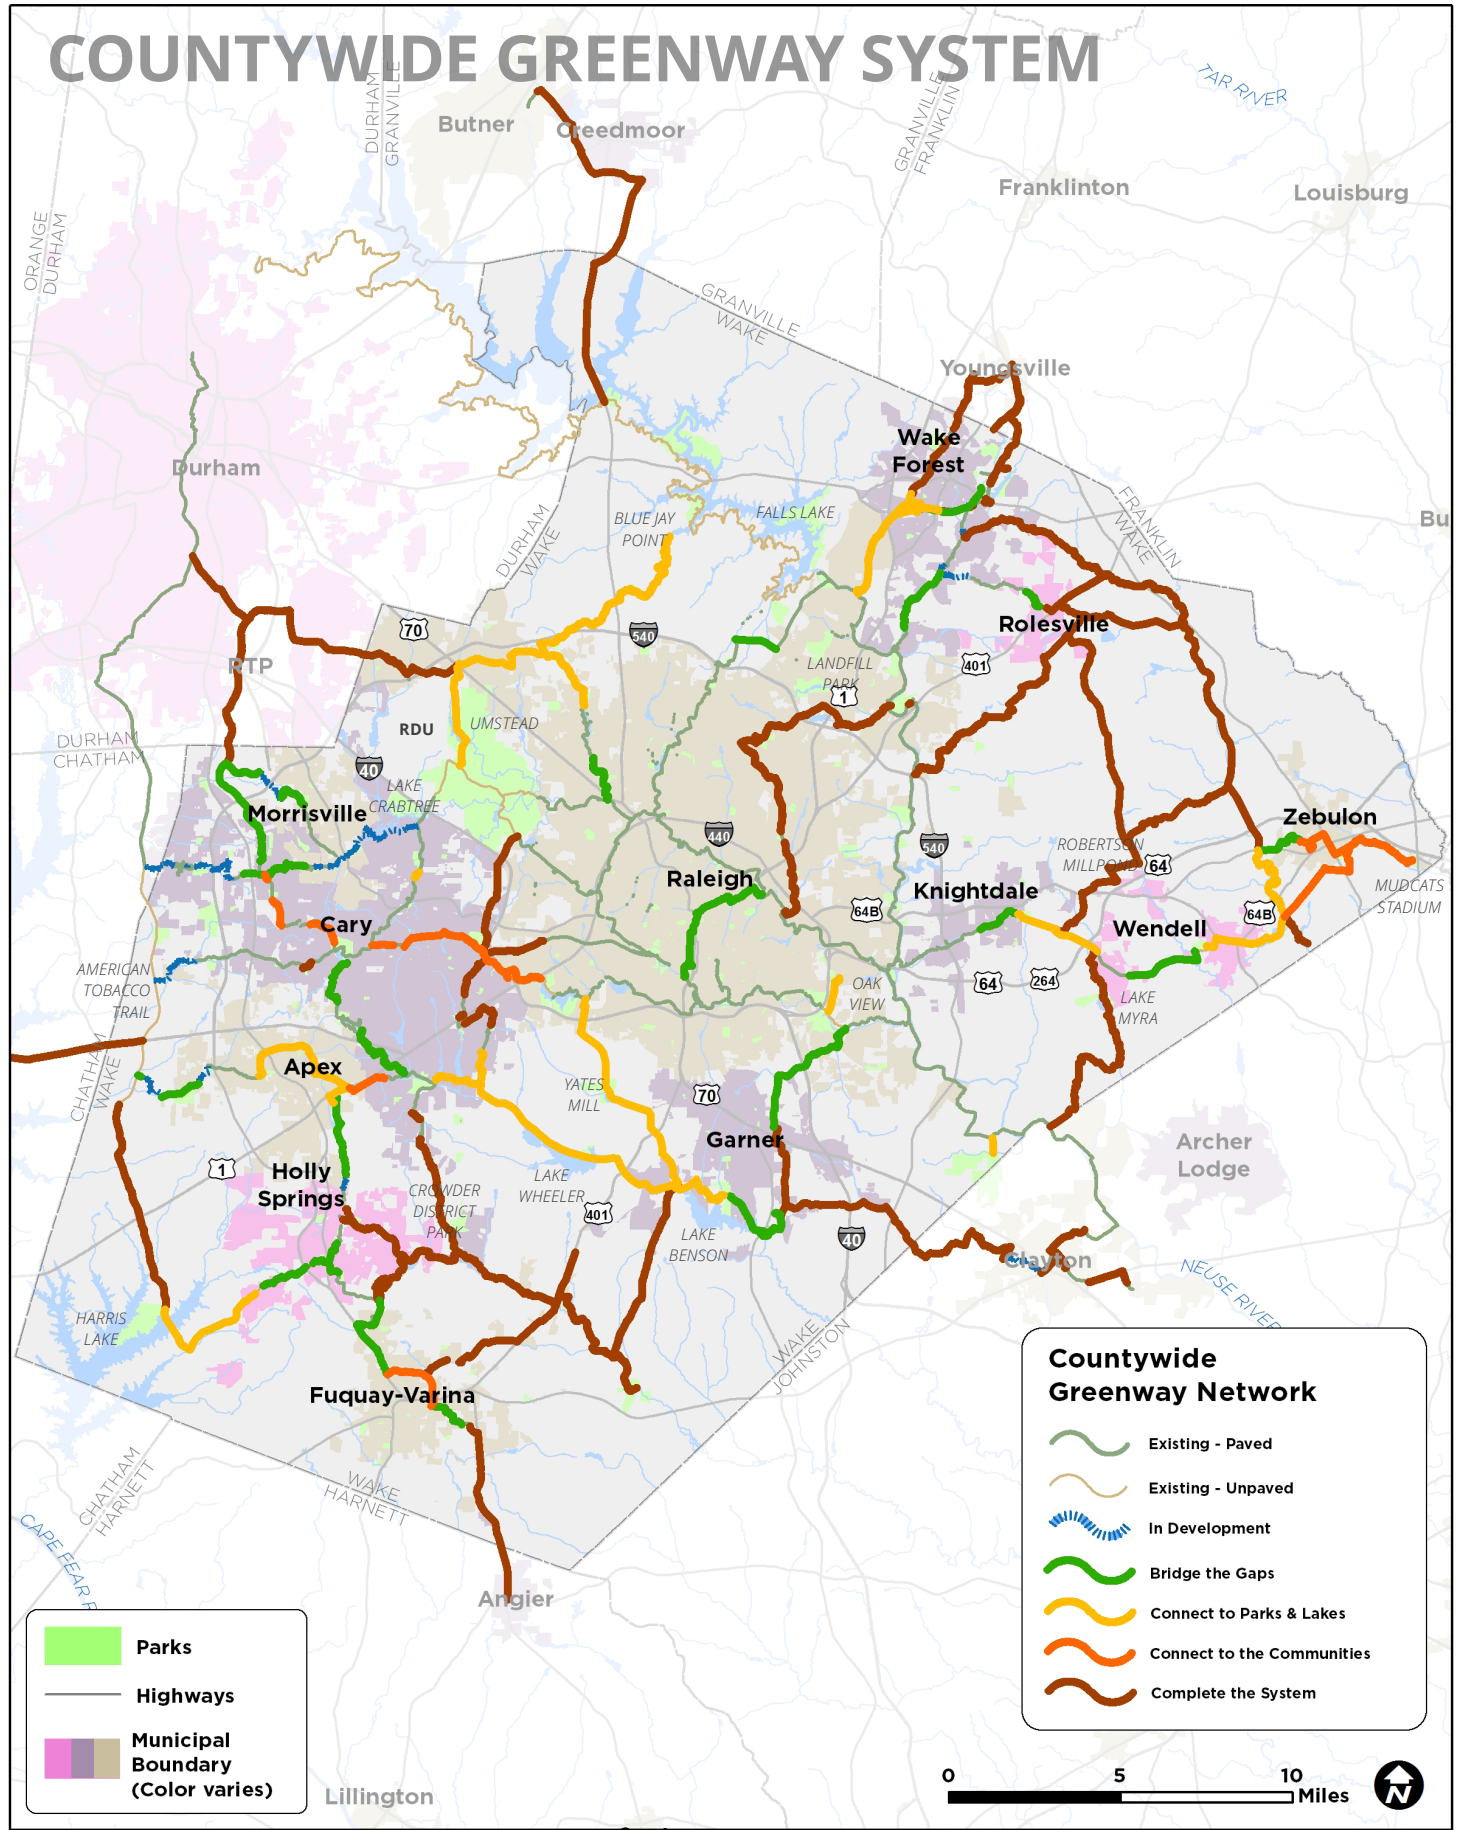 COUNTYWIDE GREENWAY SYSTEM
TAR RIVER
DURHAM
GRANVILLE
GRANVILLE
FRANKLIN
Butner
Creedmoor
Franklinton
Louisburg
ORANGE
DURHAM
GRANVILLE
WAKE
Youngsville
Wake
Forest
Durham
BLUE JAY
POINT
FALLS LAKE
FRANKLIN
WAKE
Bu
DURHAM
WAKE
70
540
Rolesville
RTP
LANDFILL
PARK
401
1
UMSTEAD
RDU
DURHAM
CHATHAM
40
LAKE
CRABTREE
Morrisville
Zebulon
440
540
ROBERTSON
MILLPOND
64
Raleigh
Knightdale
MUDCATS
STADIUM
64B
64B
Cary
Wendell
AMERICAN
TOBACCO
TRAIL
OAK
VIEW
64
264
LAKE
MYRA
CHATHAM
WAKE
Apex
YATES
MILL
70
Garner
Archer
Lodge
1
Holly
Springs
CROWDER
DISTRICT
PARK
LAKE
WHEELER
401
LAKE
BENSON
40
Clayton
NEUSE RIVER
HARRIS
LAKE
WAKE
JOHNSTON
Fuquay-Varina
CHATHAM
HARNETT
WAKE
HARNETT
CAPE FEAR R
Angier
Lillington
Countywide
Greenway Network
Existing - Paved
Existing - Unpaved
In Development
Bridge the Gaps
Connect to Parks & Lakes
Connect to the Communities
Complete the System
Parks
Highways
Municipal
Boundary
(Color varies)
0 5 10
Miles
N